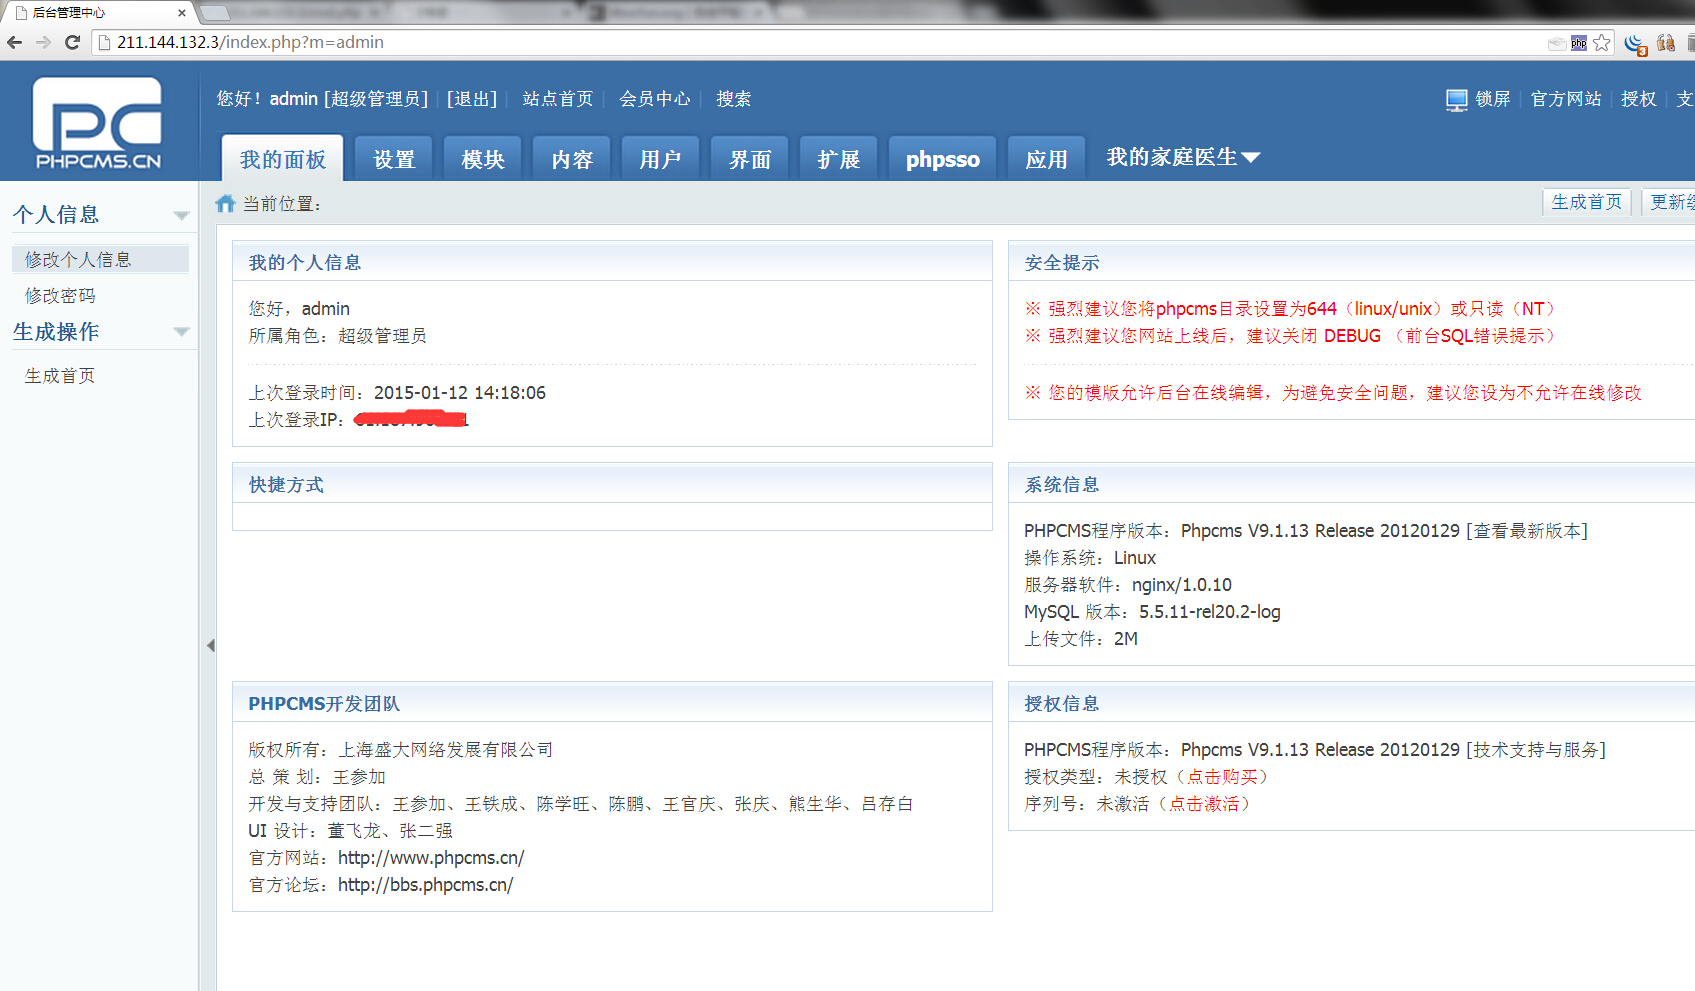 后台管理中心
211.144.132.3/index.php?m=admin
php
3
PHPCMS.CN
您好！admin [超级管理员] [退出] 站点首页 会员中心 搜索
锁屏 官方网站 授权 支
我的面板 设置 模块 内容 用户 界面 扩展 phpsso 应用 我的家庭医生
个人信息
修改个人信息
修改密码
生成操作
生成首页
当前位置：
生成首页 更新
我的个人信息
您好，admin
所属角色：超级管理员
上次登录时间：2015-01-12 14:18:06
上次登录IP：
安全提示
※ 强烈建议您将phpcms目录设置为644（linux/unix）或只读（NT）
※ 强烈建议您网站上线后，建议关闭 DEBUG （前台SQL错误提示）
※ 您的模版允许后台在线编辑，为避免安全问题，建议您设为不允许在线修改
快捷方式
系统信息
PHPCMS程序版本：Phpcms V9.1.13 Release 20120129 [查看最新版本]
操作系统：Linux
服务器软件：nginx/1.0.10
MySQL 版本：5.5.11-rel20.2-log
上传文件：2M
PHPCMS开发团队
版权所有：上海盛大网络发展有限公司
总 策 划：王参加
开发与支持团队：王参加、王铁成、陈学旺、陈鹏、王官庆、张庆、熊生华、吕存白
UI 设计：董飞龙、张二强
官方网站：http://www.phpcms.cn/
官方论坛：http://bbs.phpcms.cn/
授权信息
PHPCMS程序版本：Phpcms V9.1.13 Release 20120129 [技术支持与服务]
授权类型：未授权（点击购买）
序列号：未激活（点击激活）